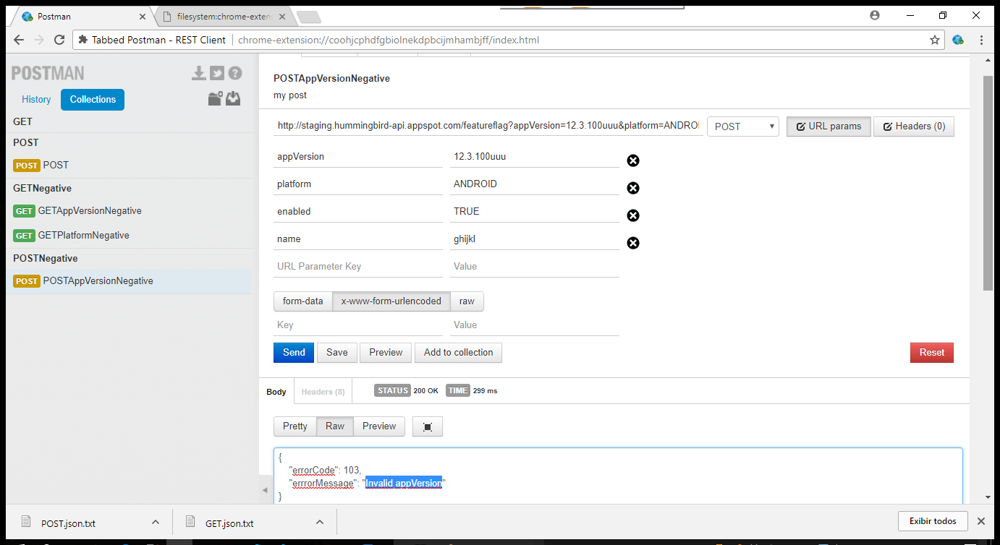 Postman
filesystem:chrome-exten
Tabbed Postman - REST Client
chrome-extension://coohjcphdfgbiolnekdpbcijmhambjff/index.html
POSTMAN
History
Collections
GET
POST
POST POST
GETNegative
GET GETAppVersionNegative
GET GETPlatformNegative
POSTNegative
POST POSTAppVersionNegative
POSTAppVersionNegative
my post
http://staging.hummingbird-api.appspot.com/featureflag?appVersion=12.3.100uuu&platform=ANDROI
POST
URL params
Headers (0)
appVersion 12.3.100uuu
platform ANDROID
enabled TRUE
name ghijkl
URL Parameter Key Value
form-data x-www-form-urlencoded raw
Key Value
Send Save Preview Add to collection Reset
Body Headers (8) STATUS 200 OK TIME 299 ms
Pretty Raw Preview
{
"errorCode": 103,
"errrorMessage": "Invalid appVersion"
}
POST.json.txt
GET.json.txt
Exibir todos